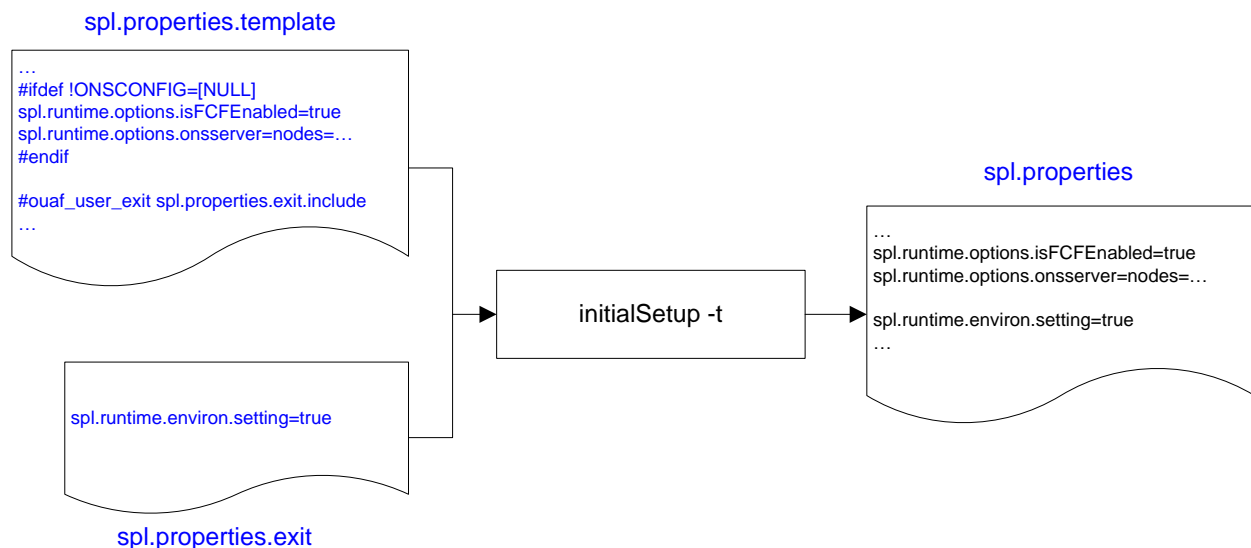 spl.properties.template
…
#ifdef !ONSCONFIG=[NULL]
spl.runtime.options.isFCFEnabled=true
spl.runtime.options.onsserver=nodes=…
#endif
#ouaf_user_exit spl.properties.exit.include
…
spl.runtime.environ.setting=true
spl.properties.exit
initialSetup -t
spl.properties
…
spl.runtime.options.isFCFEnabled=true
spl.runtime.options.onsserver=nodes=…
spl.runtime.environ.setting=true
…